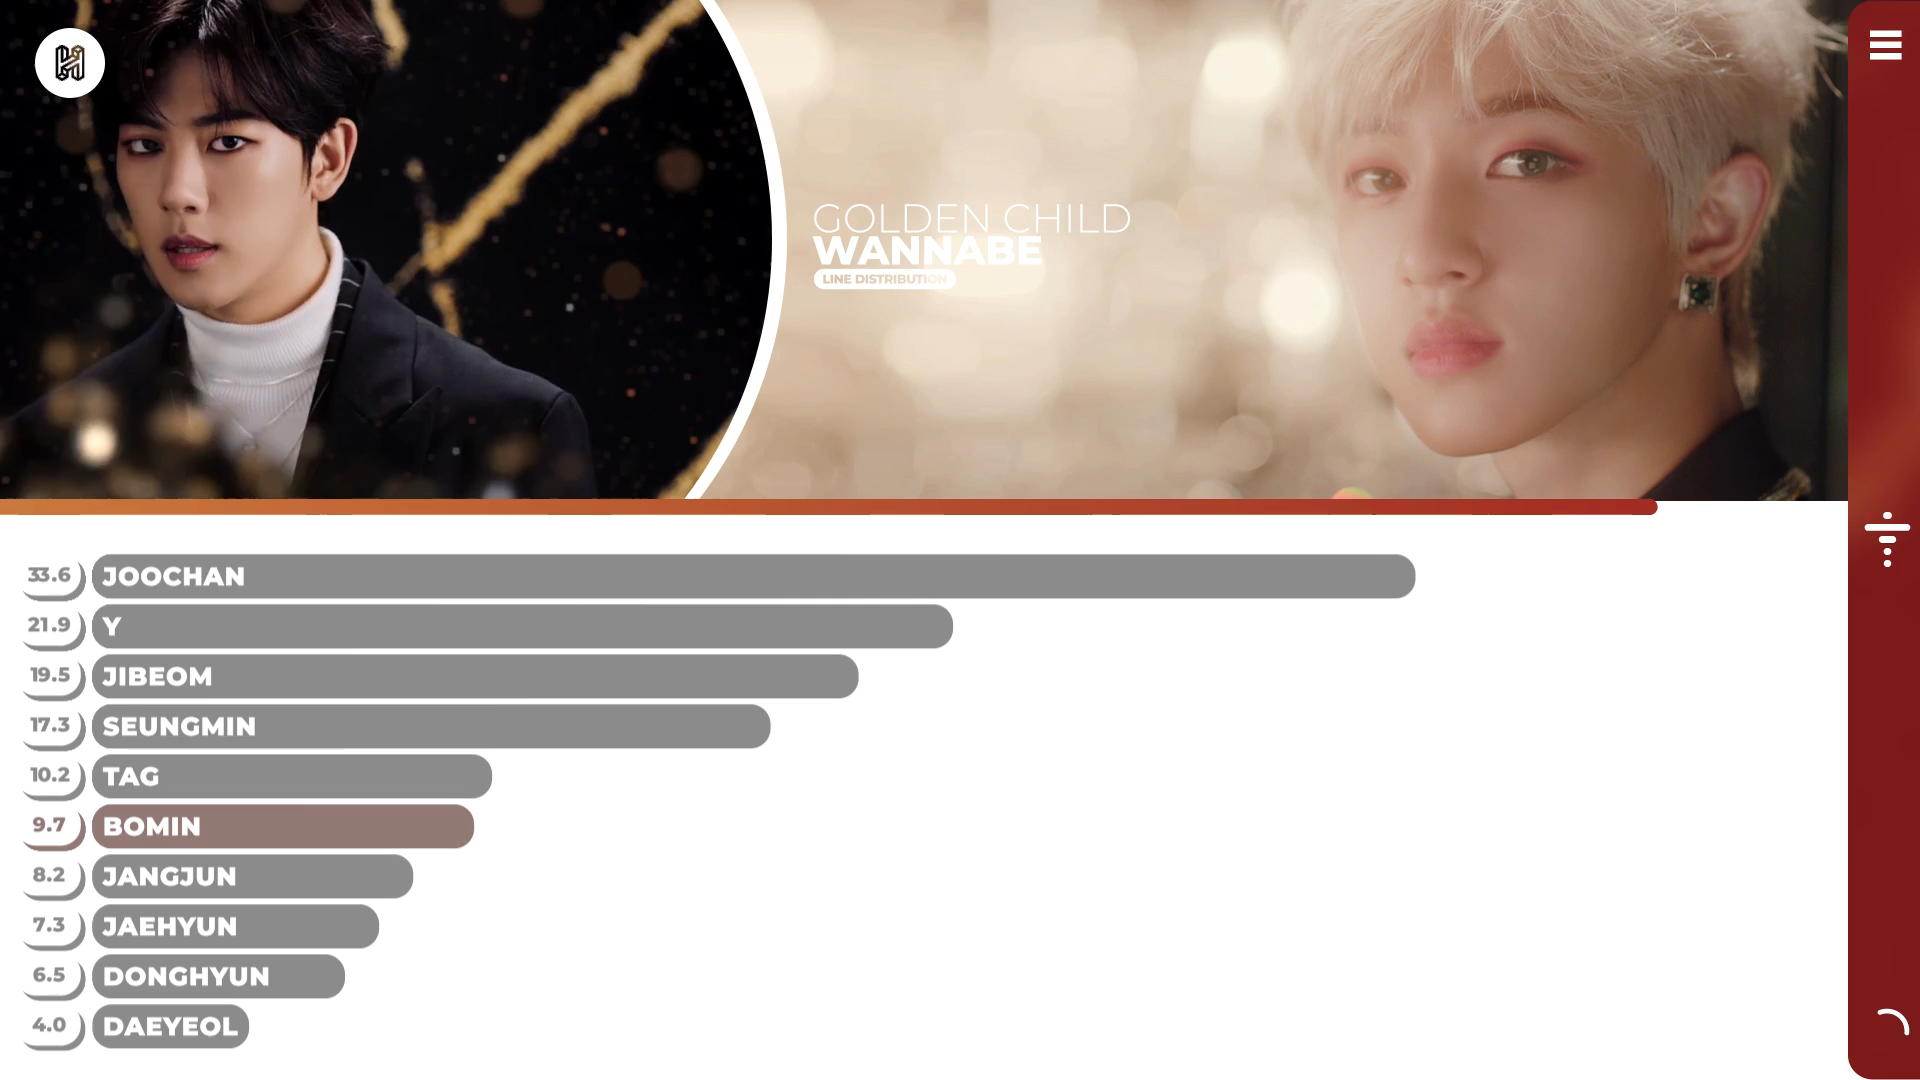 GOLDEN CHILD
WANNABE
LINE DISTRIBUTION
33.6 JOOCHAN
21.9 Y
19.5 JIBEOM
17.3 SEUNGMIN
10.2 TAG
9.7 BOMIN
8.2 JANGJUN
7.3 JAEHYUN
6.5 DONGHYUN
4.0 DAEYEOL